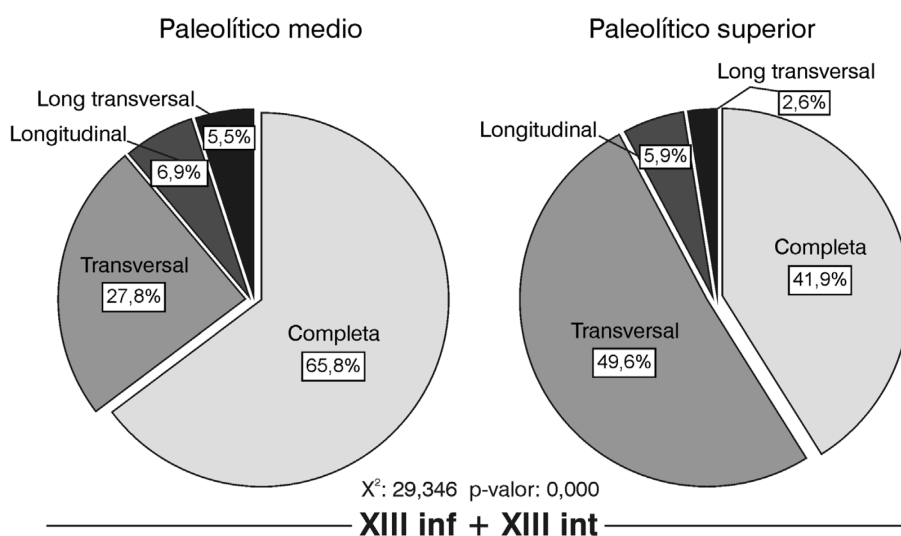 Paleolítico medio
Long transversal
5,5%
Longitudinal
6,9%
Transversal
27,8%
Completa
65,8%
Paleolítico superior
Long transversal
2,6%
Longitudinal
5,9%
Completa
41,9%
Transversal
49,6%
X²: 29,346 p-valor: 0,000
XIII inf + XIII int